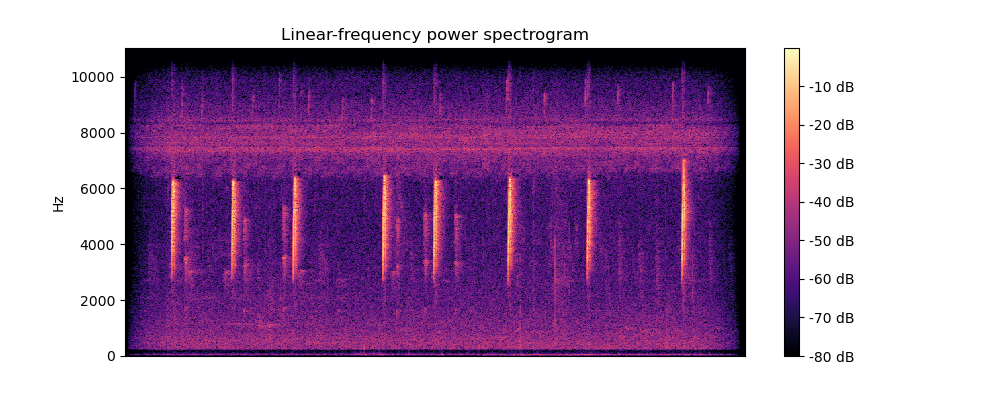 Linear-frequency power spectrogram
10000
8000
6000
4000
2000
0
Hz
-10 dB
-20 dB
-30 dB
-40 dB
-50 dB
-60 dB
-70 dB
-80 dB